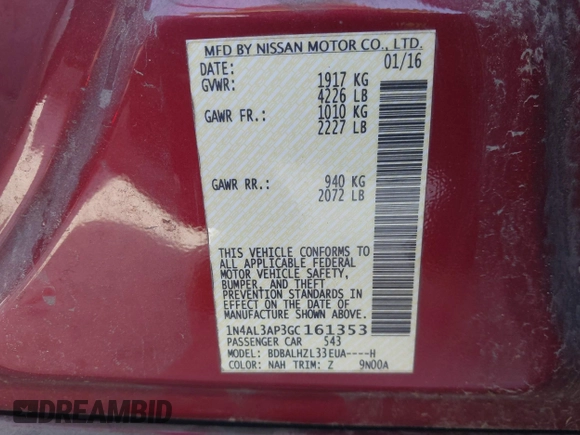 MFD BY NISSAN MOTOR CO., LTD.
DATE: 01/16
GVWR: 1917 KG
4226 LB
GAWR FR.: 1010 KG
2227 LB
GAWR RR.: 940 KG
2072 LB
THIS VEHICLE CONFORMS TO
ALL APPLICABLE FEDERAL
MOTOR VEHICLE SAFETY,
BUMPER, AND THEFT
PREVENTION STANDARDS IN
EFFECT ON THE DATE OF
MANUFACTURE SHOWN ABOVE.
1N4AL3AP3GC161353
PASSENGER CAR 543
MODEL: BDBALHZL33EUA----H
COLOR: NAH TRIM: Z 9N00A
DREAMBID